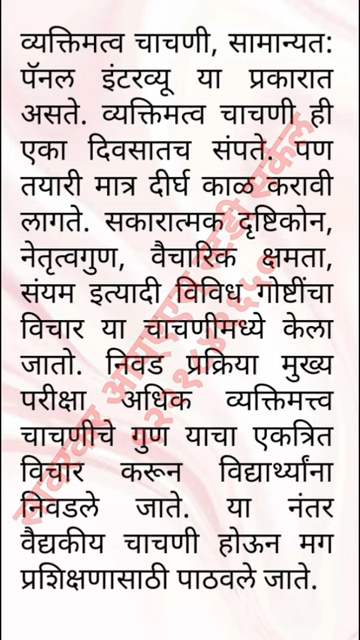 व्यक्तिमत्व चाचणी, सामान्यत:
पॅनल इंटरव्यू या प्रकारात
असते. व्यक्तिमत्व चाचणी ही
एका दिवसातच संपते. पण
तयारी मात्र दीर्घ काळ करावी
लागते. सकारात्मक दृष्टिकोन,
नेतृत्वगुण, वैचारिक क्षमता,
संयम इत्यादी विविध गोष्टींचा
विचार या चाचणीमध्ये केला
जातो. निवड प्रक्रिया मुख्य
परीक्षा अधिक व्यक्तिमत्त्व
चाचणीचे गुण याचा एकत्रित
विचार करून विद्यार्थ्यांना
निवडले जाते. या नंतर
वैद्यकीय चाचणी होऊन मग
प्रशिक्षणासाठी पाठवले जाते.